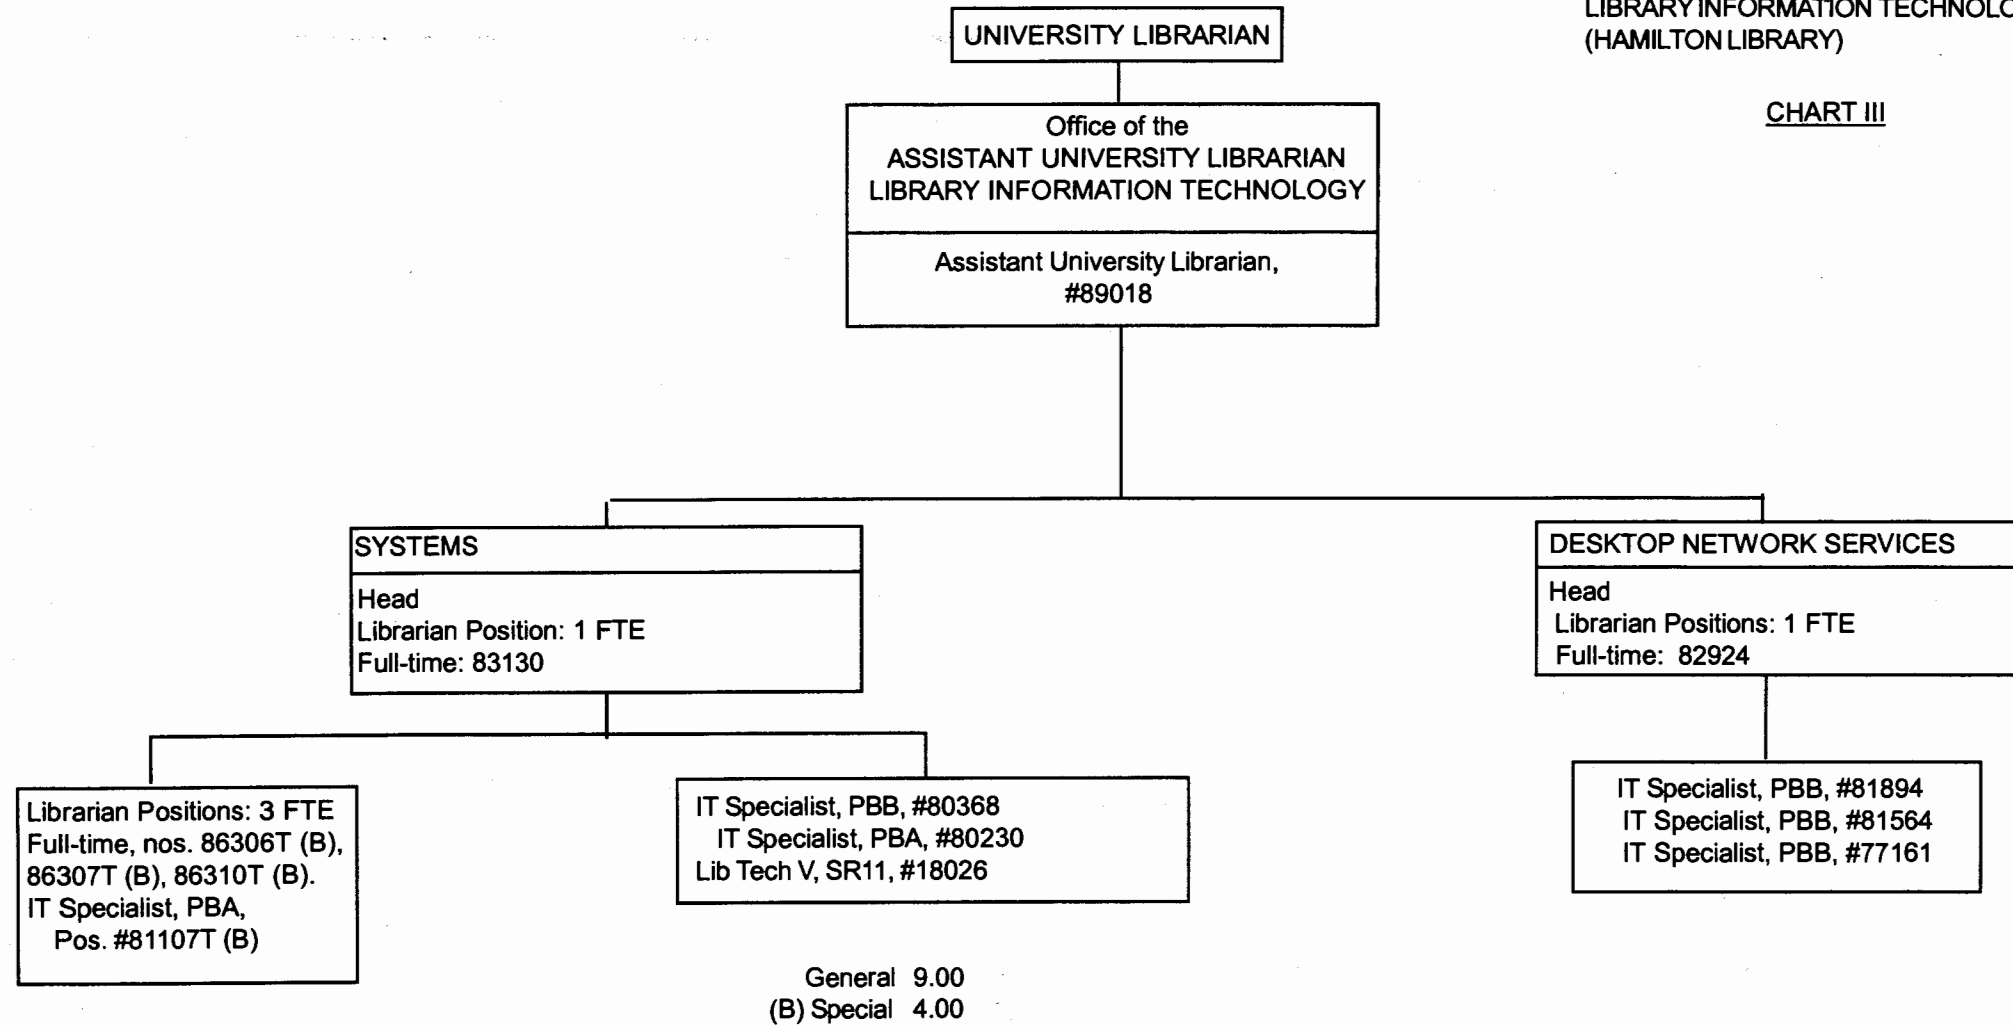 LIBRARY INFORMATION TECHNOLO
(HAMILTON LIBRARY)
CHART III
UNIVERSITY LIBRARIAN
Office of the
ASSISTANT UNIVERSITY LIBRARIAN
LIBRARY INFORMATION TECHNOLOGY
Assistant University Librarian,
#89018
SYSTEMS
Head
Librarian Position: 1 FTE
Full-time: 83130
DESKTOP NETWORK SERVICES
Head
Librarian Positions: 1 FTE
Full-time: 82924
Librarian Positions: 3 FTE
Full-time, nos. 86306T (B),
86307T (B), 86310T (B).
IT Specialist, PBA,
Pos. #81107T (B)
IT Specialist, PBB, #80368
IT Specialist, PBA, #80230
Lib Tech V, SR11, #18026
IT Specialist, PBB, #81894
IT Specialist, PBB, #81564
IT Specialist, PBB, #77161
General 9.00
(B) Special 4.00